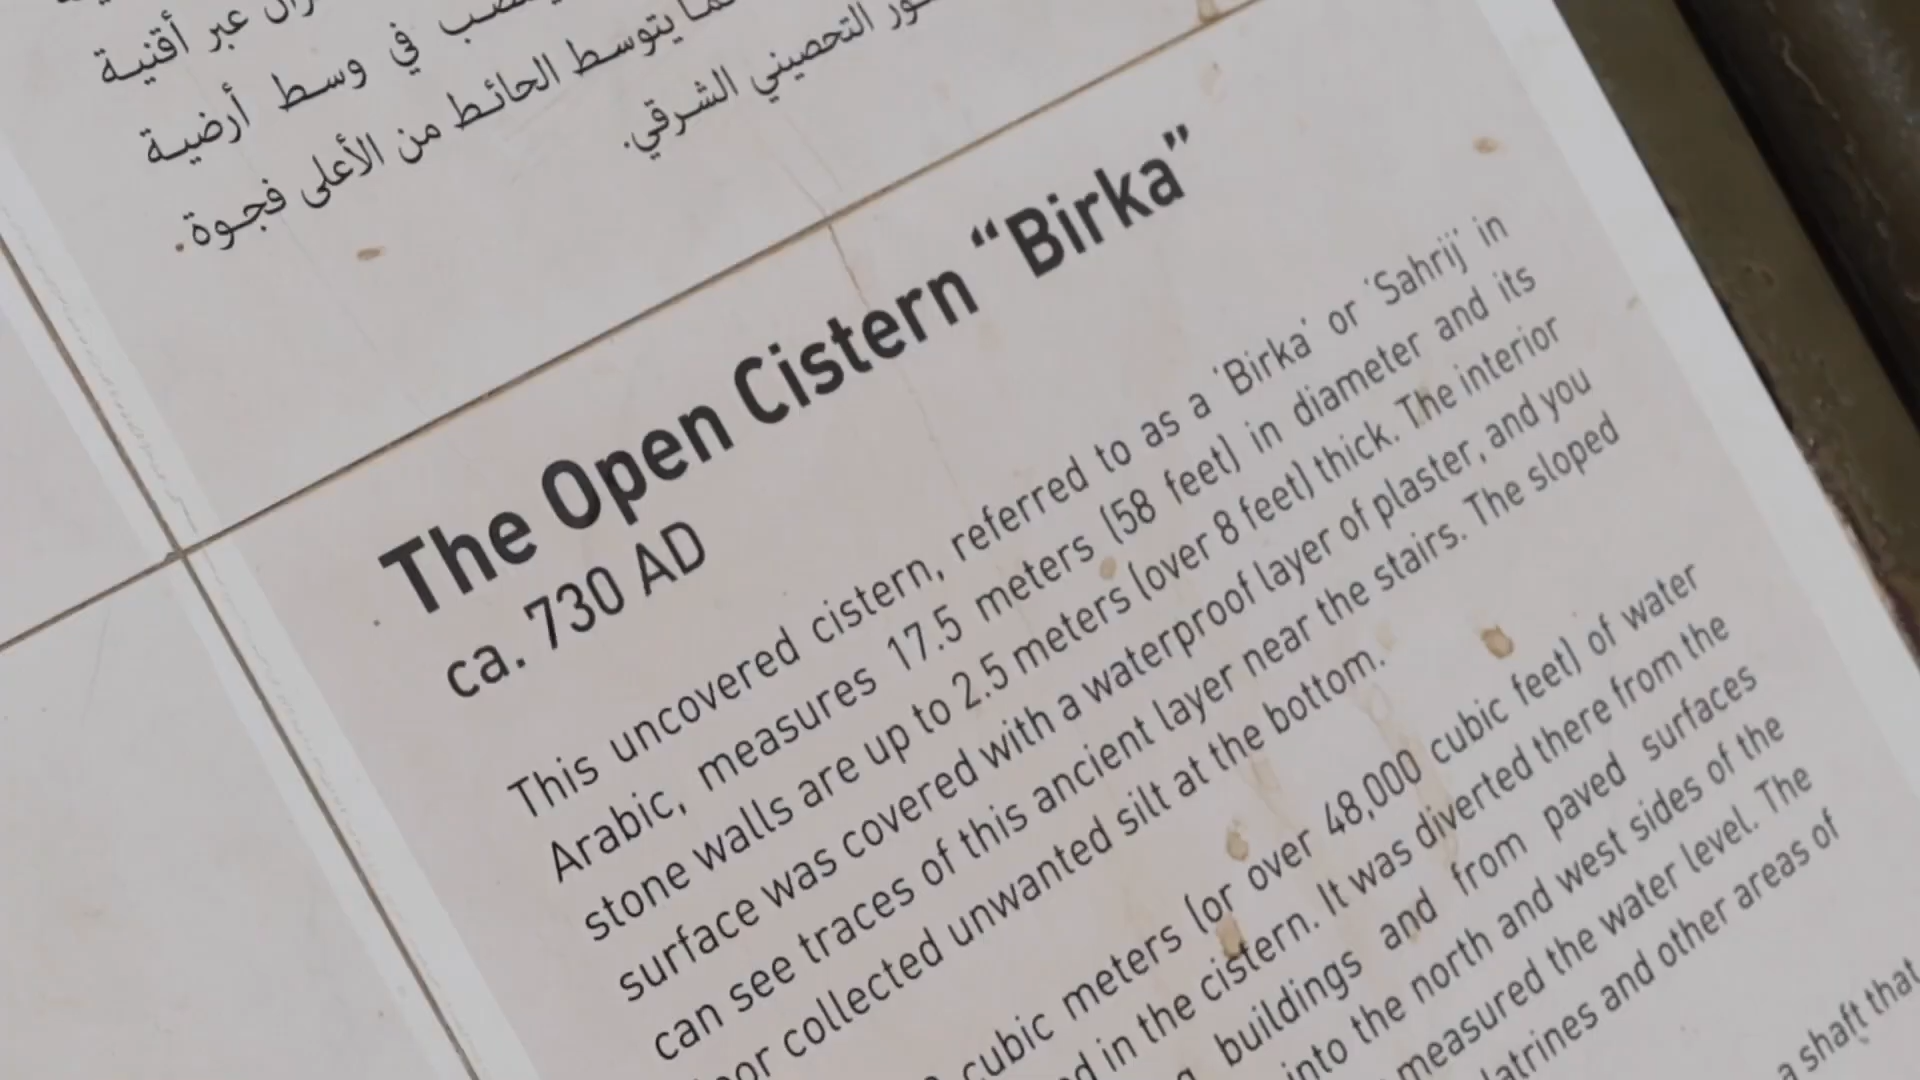 عبر أقنية
في وسط أرضية
يتوسط الحائط من الأعلى فجوة.
التحصيني الشرقي.
The Open Cistern “Birka”
ca. 730 AD
This uncovered cistern, referred to as a 'Birka' or 'Sahrij' in
Arabic, measures 17.5 meters (58 feet) in diameter and its
stone walls are up to 2.5 meters (over 8 feet) thick. The interior
surface was covered with a waterproof layer of plaster, and you
can see traces of this ancient layer near the stairs. The sloped
collected unwanted silt at the bottom.
cubic meters (or over 48,000 cubic feet) of water
in the cistern. It was diverted there from the
buildings and from paved surfaces
into the north and west sides of the
measured the water level. The
latrines and other areas of
a shaft that